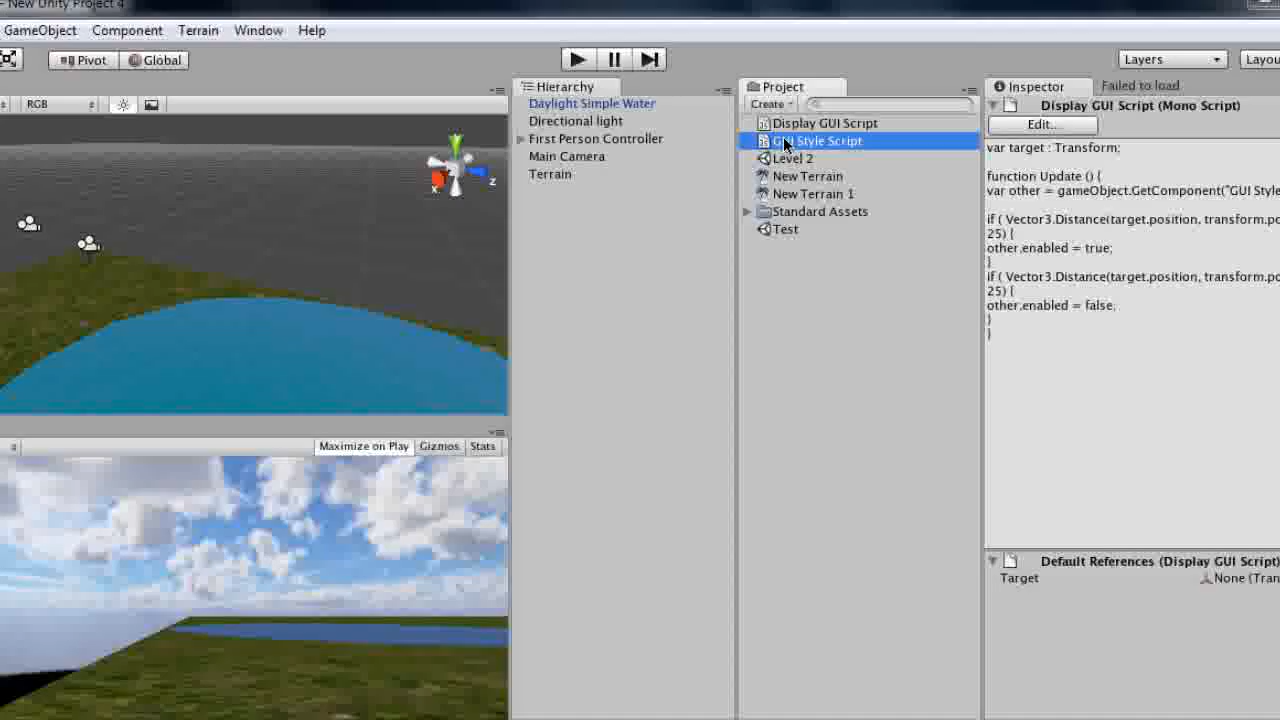 - New Unity Project 4
GameObject Component Terrain Window Help
Pivot Global Layers Layou
RGB
Hierarchy
Daylight Simple Water
Directional light
First Person Controller
Main Camera
Terrain
Project
Create
Display GUI Script
GUI Style Script
Level 2
New Terrain
New Terrain 1
Standard Assets
Test
Inspector Failed to load
Display GUI Script (Mono Script)
Edit...
var target : Transform;
function Update () {
var other = gameObject.GetComponent("GUI Style
if ( Vector3.Distance(target.position, transform.po
25) {
other.enabled = true;
}
if ( Vector3.Distance(target.position, transform.po
25) {
other.enabled = false;
}
}
Default References (Display GUI Script)
Target None (Tran
Maximize on Play Gizmos Stats
x
z